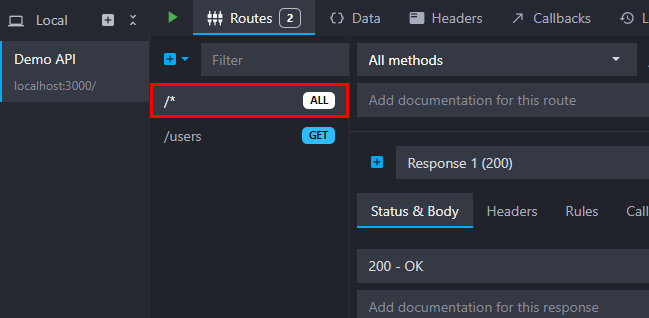 Local
Routes 2
Data
Headers
Callbacks
Demo API
localhost:3000/
Filter
/*
ALL
/users
GET
All methods
Add documentation for this route
Response 1 (200)
Status & Body
Headers
Rules
200 - OK
Add documentation for this response